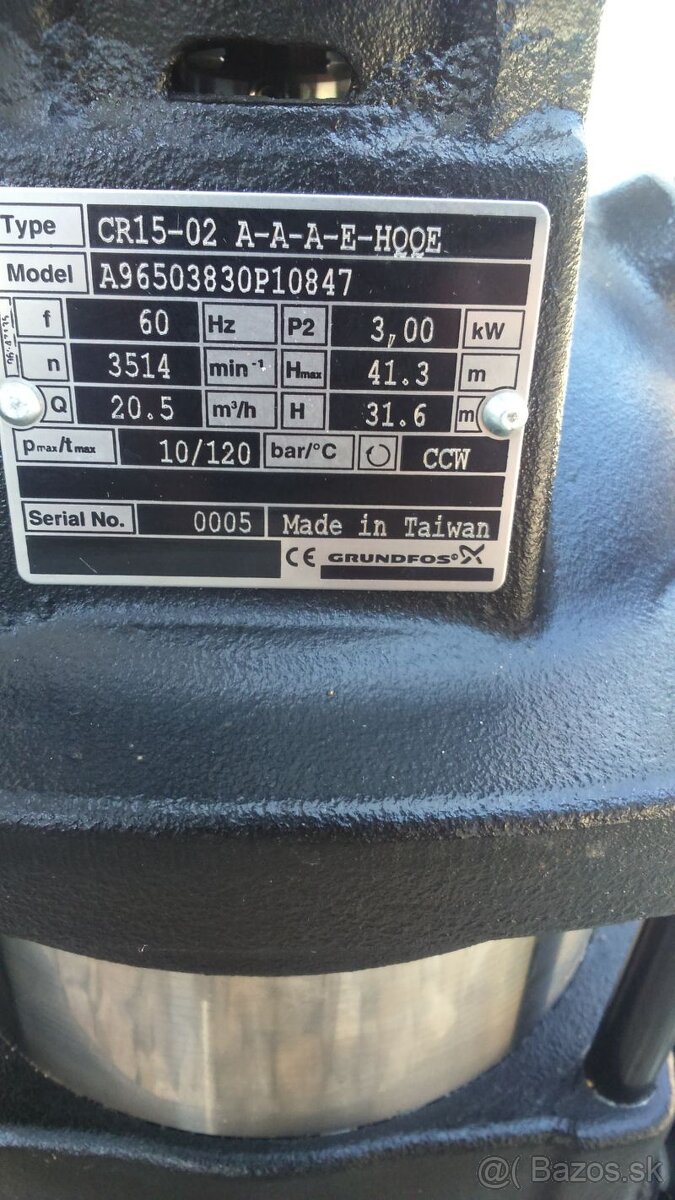 Type CR15-02 A-A-A-E-HQQE
Model A96503830P10847
f 60 Hz P2 3,00 kW
n 3514 min⁻¹ Hmax 41.3 m
Q 20.5 m³/h H 31.6 m
pmax/tmax 10/120 bar/°C CCW
Serial No. 0005 Made in Taiwan
CE GRUNDFOS
@( Bazos.sk